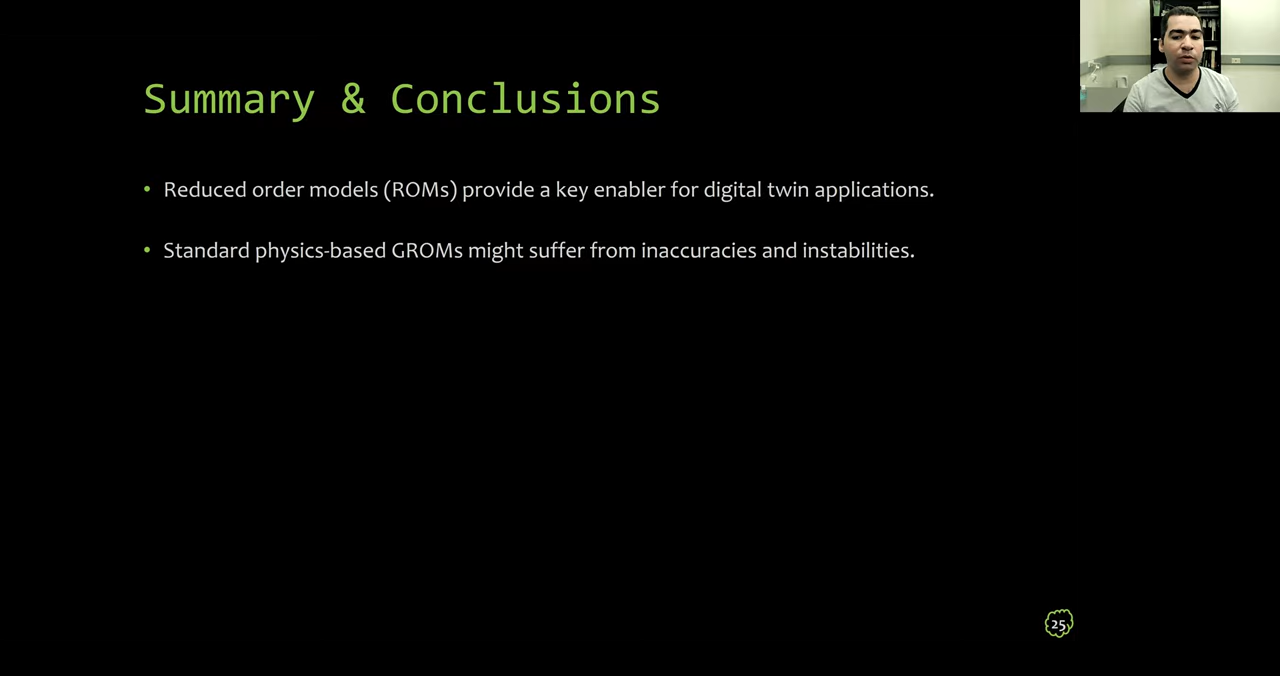 Summary & Conclusions
• Reduced order models (ROMs) provide a key enabler for digital twin applications.
• Standard physics-based GROMs might suffer from inaccuracies and instabilities.
25